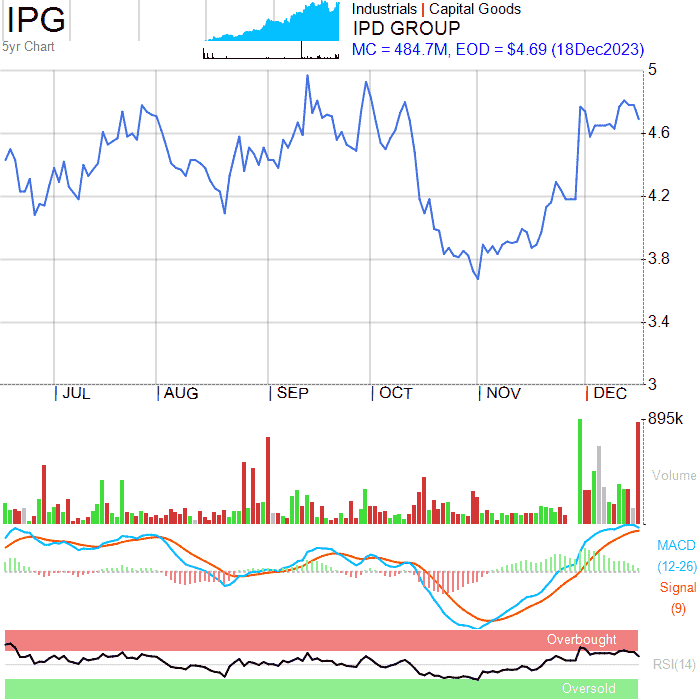 IPG
5yr Chart
Industrials | Capital Goods
IPD GROUP
MC = 484.7M, EOD = $4.69 (18Dec2023)
5
4.6
4.2
3.8
3.4
3
JUL AUG SEP OCT NOV DEC
895k
Volume
MACD
(12-26)
Signal
(9)
Overbought
RSI(14)
Oversold